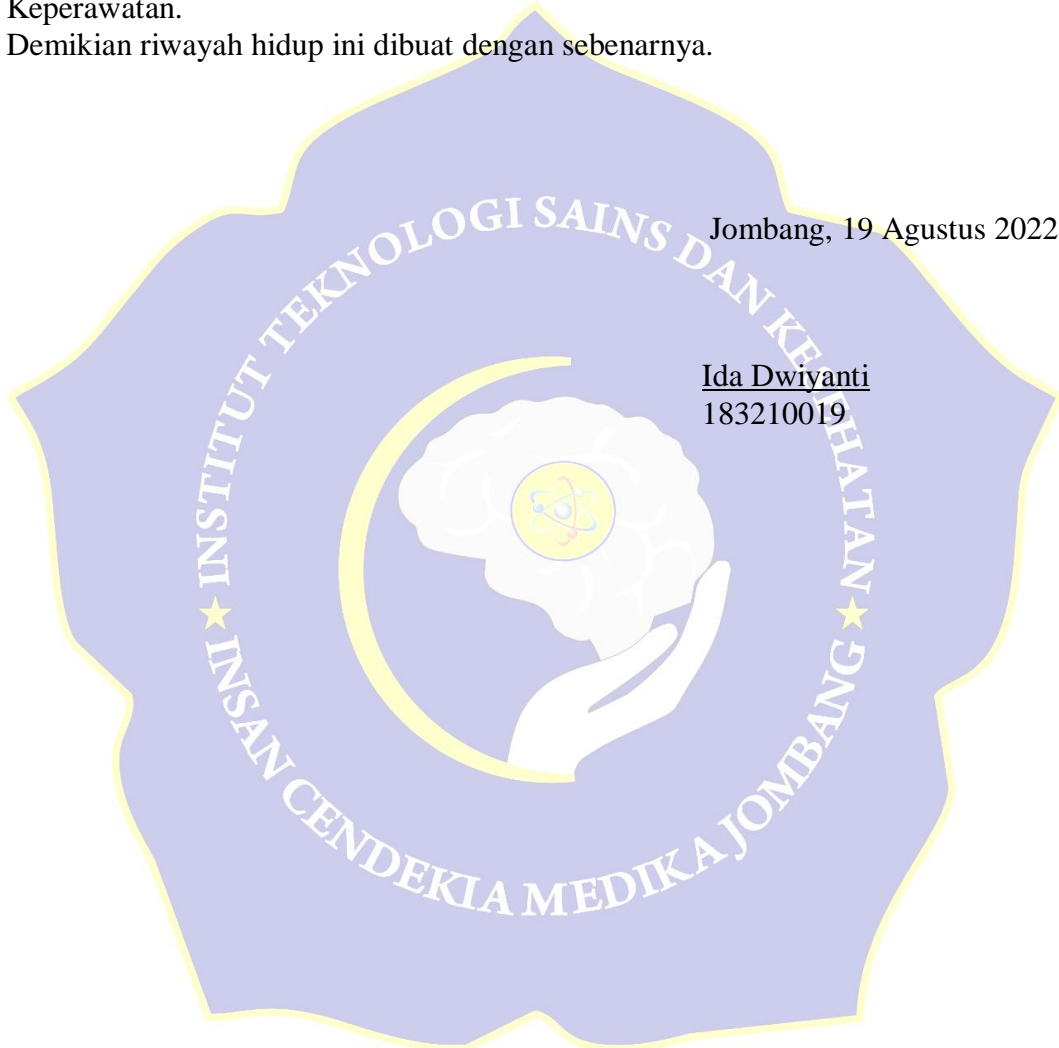 Keperawatan.
Demikian riwayah hidup ini dibuat dengan sebenarnya.
Jombang, 19 Agustus 2022
Ida Dwiyanti
183210019
INSTITUT TEKNOLOGI SAINS DAN KESEHATAN
INSAN CENDEKIA MEDIKA JOMBANG